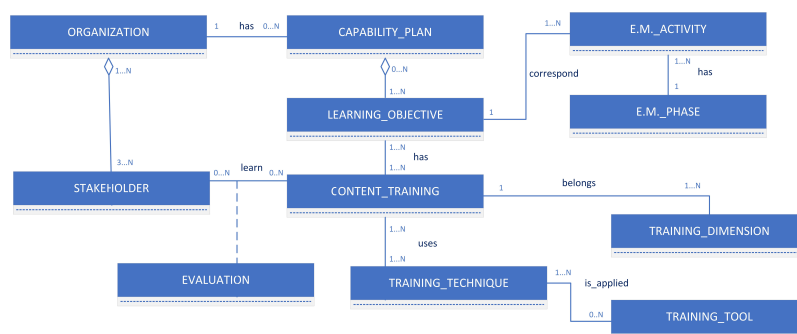 ORGANIZATION
1 has 0...N
CAPABILITY_PLAN
1...N
E.M._ACTIVITY
1...N
0...N
correspond
1...N
has
1
1...N
LEARNING_OBJECTIVE
1
E.M._PHASE
1...N
has
1...N
3...N
STAKEHOLDER
0...N
learn
0..N
CONTENT_TRAINING
1
belongs
1...N
TRAINING_DIMENSION
1...N
uses
1...N
EVALUATION
TRAINING_TECHNIQUE
1...N
is_applied
0..N
TRAINING_TOOL